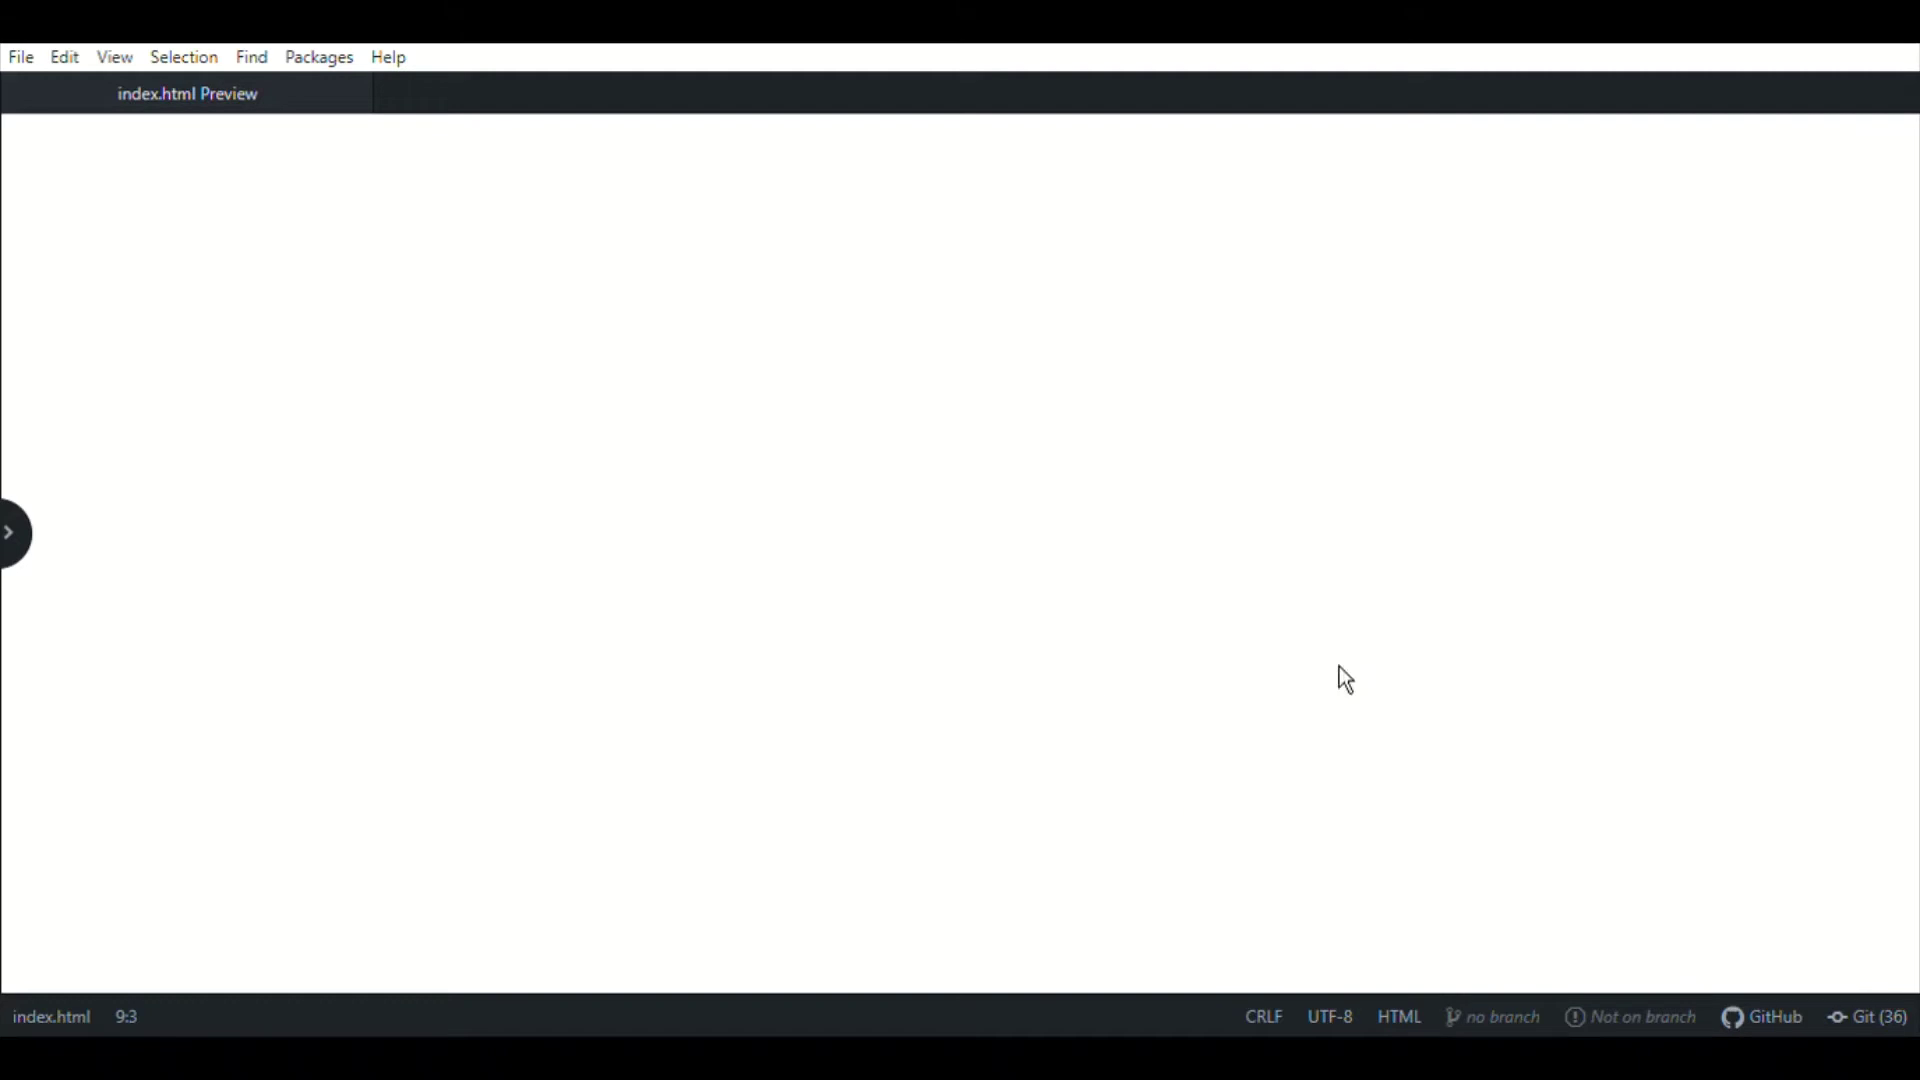 File Edit View Selection Find Packages Help
index.html Preview
index.html 9:3 CRLF UTF-8 HTML no branch Not on branch GitHub Git (36)